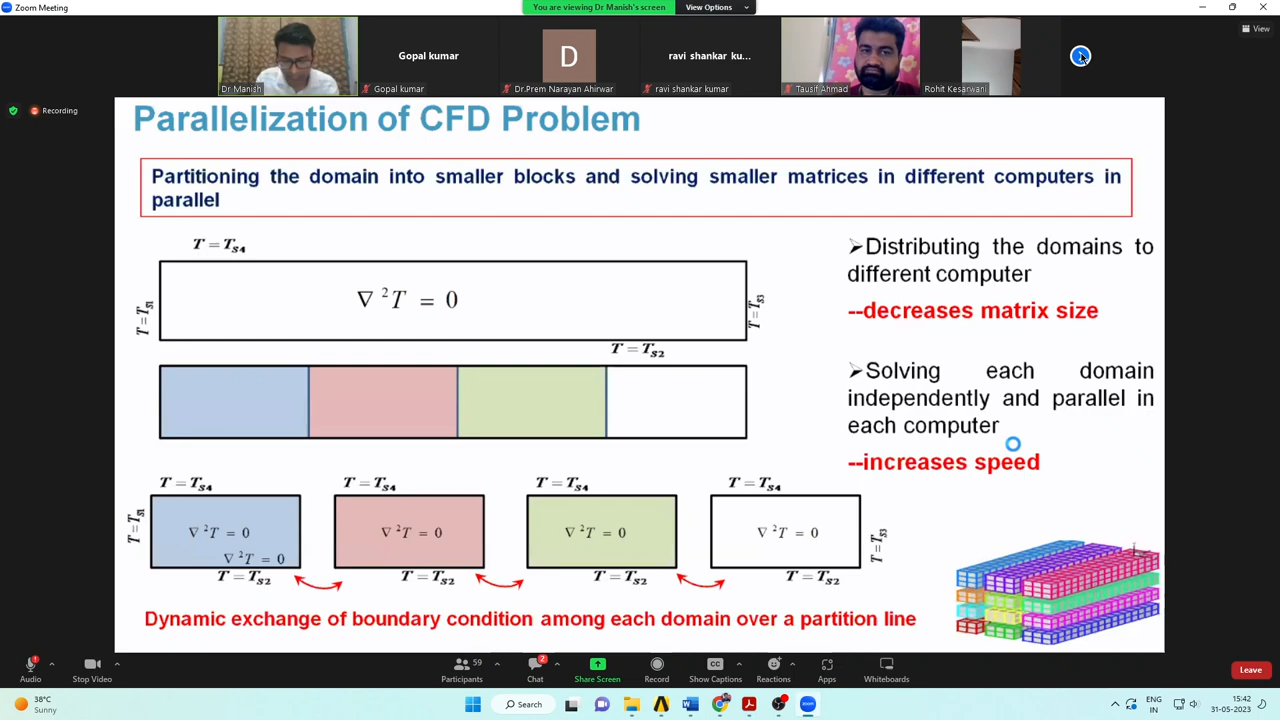 Zoom Meeting
You are viewing Dr Manish's screen
View Options
View
Recording
Dr Manish
Gopal kumar
Gopal kumar
D
Dr.Prem Narayan Ahirwar
ravi shankar ku...
ravi shankar kumar
Tausif Ahmad
Rohit Kesarwani
Parallelization of CFD Problem
Partitioning the domain into smaller blocks and solving smaller matrices in different computers in
parallel
T = T_S4
T = T_S1
∇ ²T = 0
T = T_S3
T = T_S2
➢Distributing the domains to
different computer
--decreases matrix size
➢Solving each domain
independently and parallel in
each computer
--increases speed
T = T_S4
T = T_S4
T = T_S4
T = T_S4
T = T_S1
∇ ²T = 0
∇ ²T = 0
∇ ²T = 0
∇ ²T = 0
∇ ²T = 0
T = T_S3
T = T_S2
T = T_S2
T = T_S2
T = T_S2
Dynamic exchange of boundary condition among each domain over a partition line
Audio
Stop Video
59
Participants
2
Chat
Share Screen
Record
CC
Show Captions
Reactions
Apps
Whiteboards
Leave
38°C
Sunny
Search
zoom
ENG
IN
15:42
31-05-2023